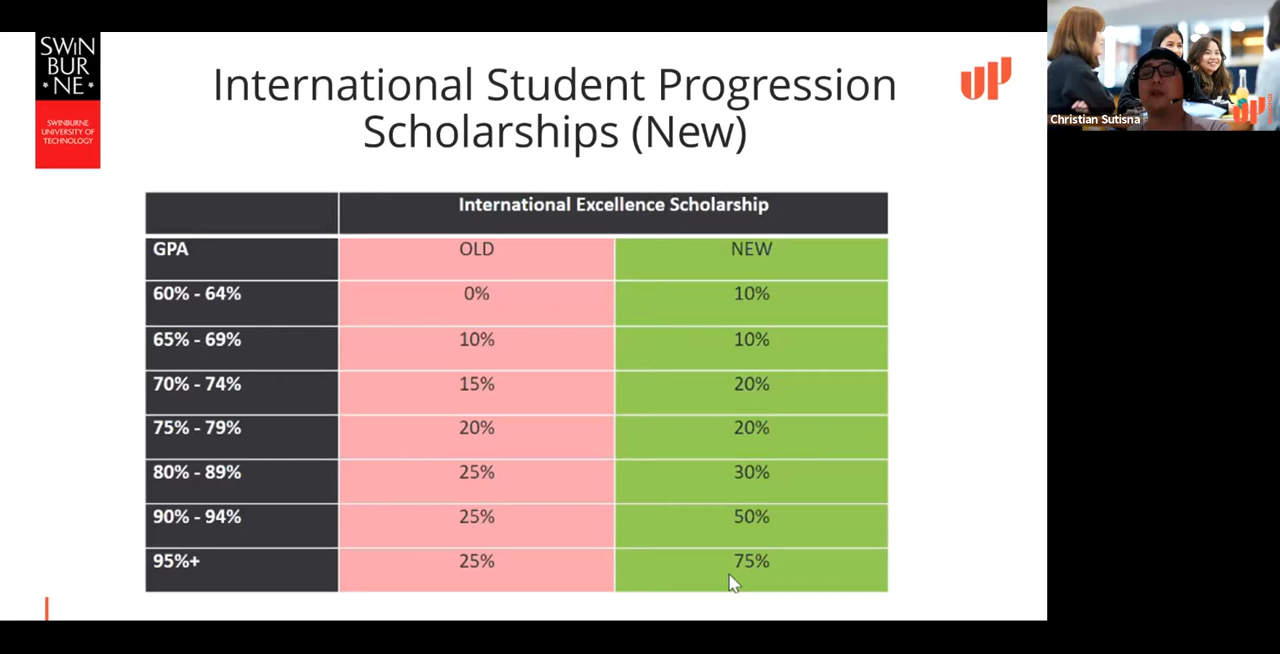 SWiN
BUR
* NE *
SWINBURNE
UNIVERSITY OF
TECHNOLOGY
International Student Progression
Scholarships (New)
UP
Christian Sutisna
UP
International Excellence Scholarship
GPA OLD NEW
60% - 64% 0% 10%
65% - 69% 10% 10%
70% - 74% 15% 20%
75% - 79% 20% 20%
80% - 89% 25% 30%
90% - 94% 25% 50%
95%+ 25% 75%